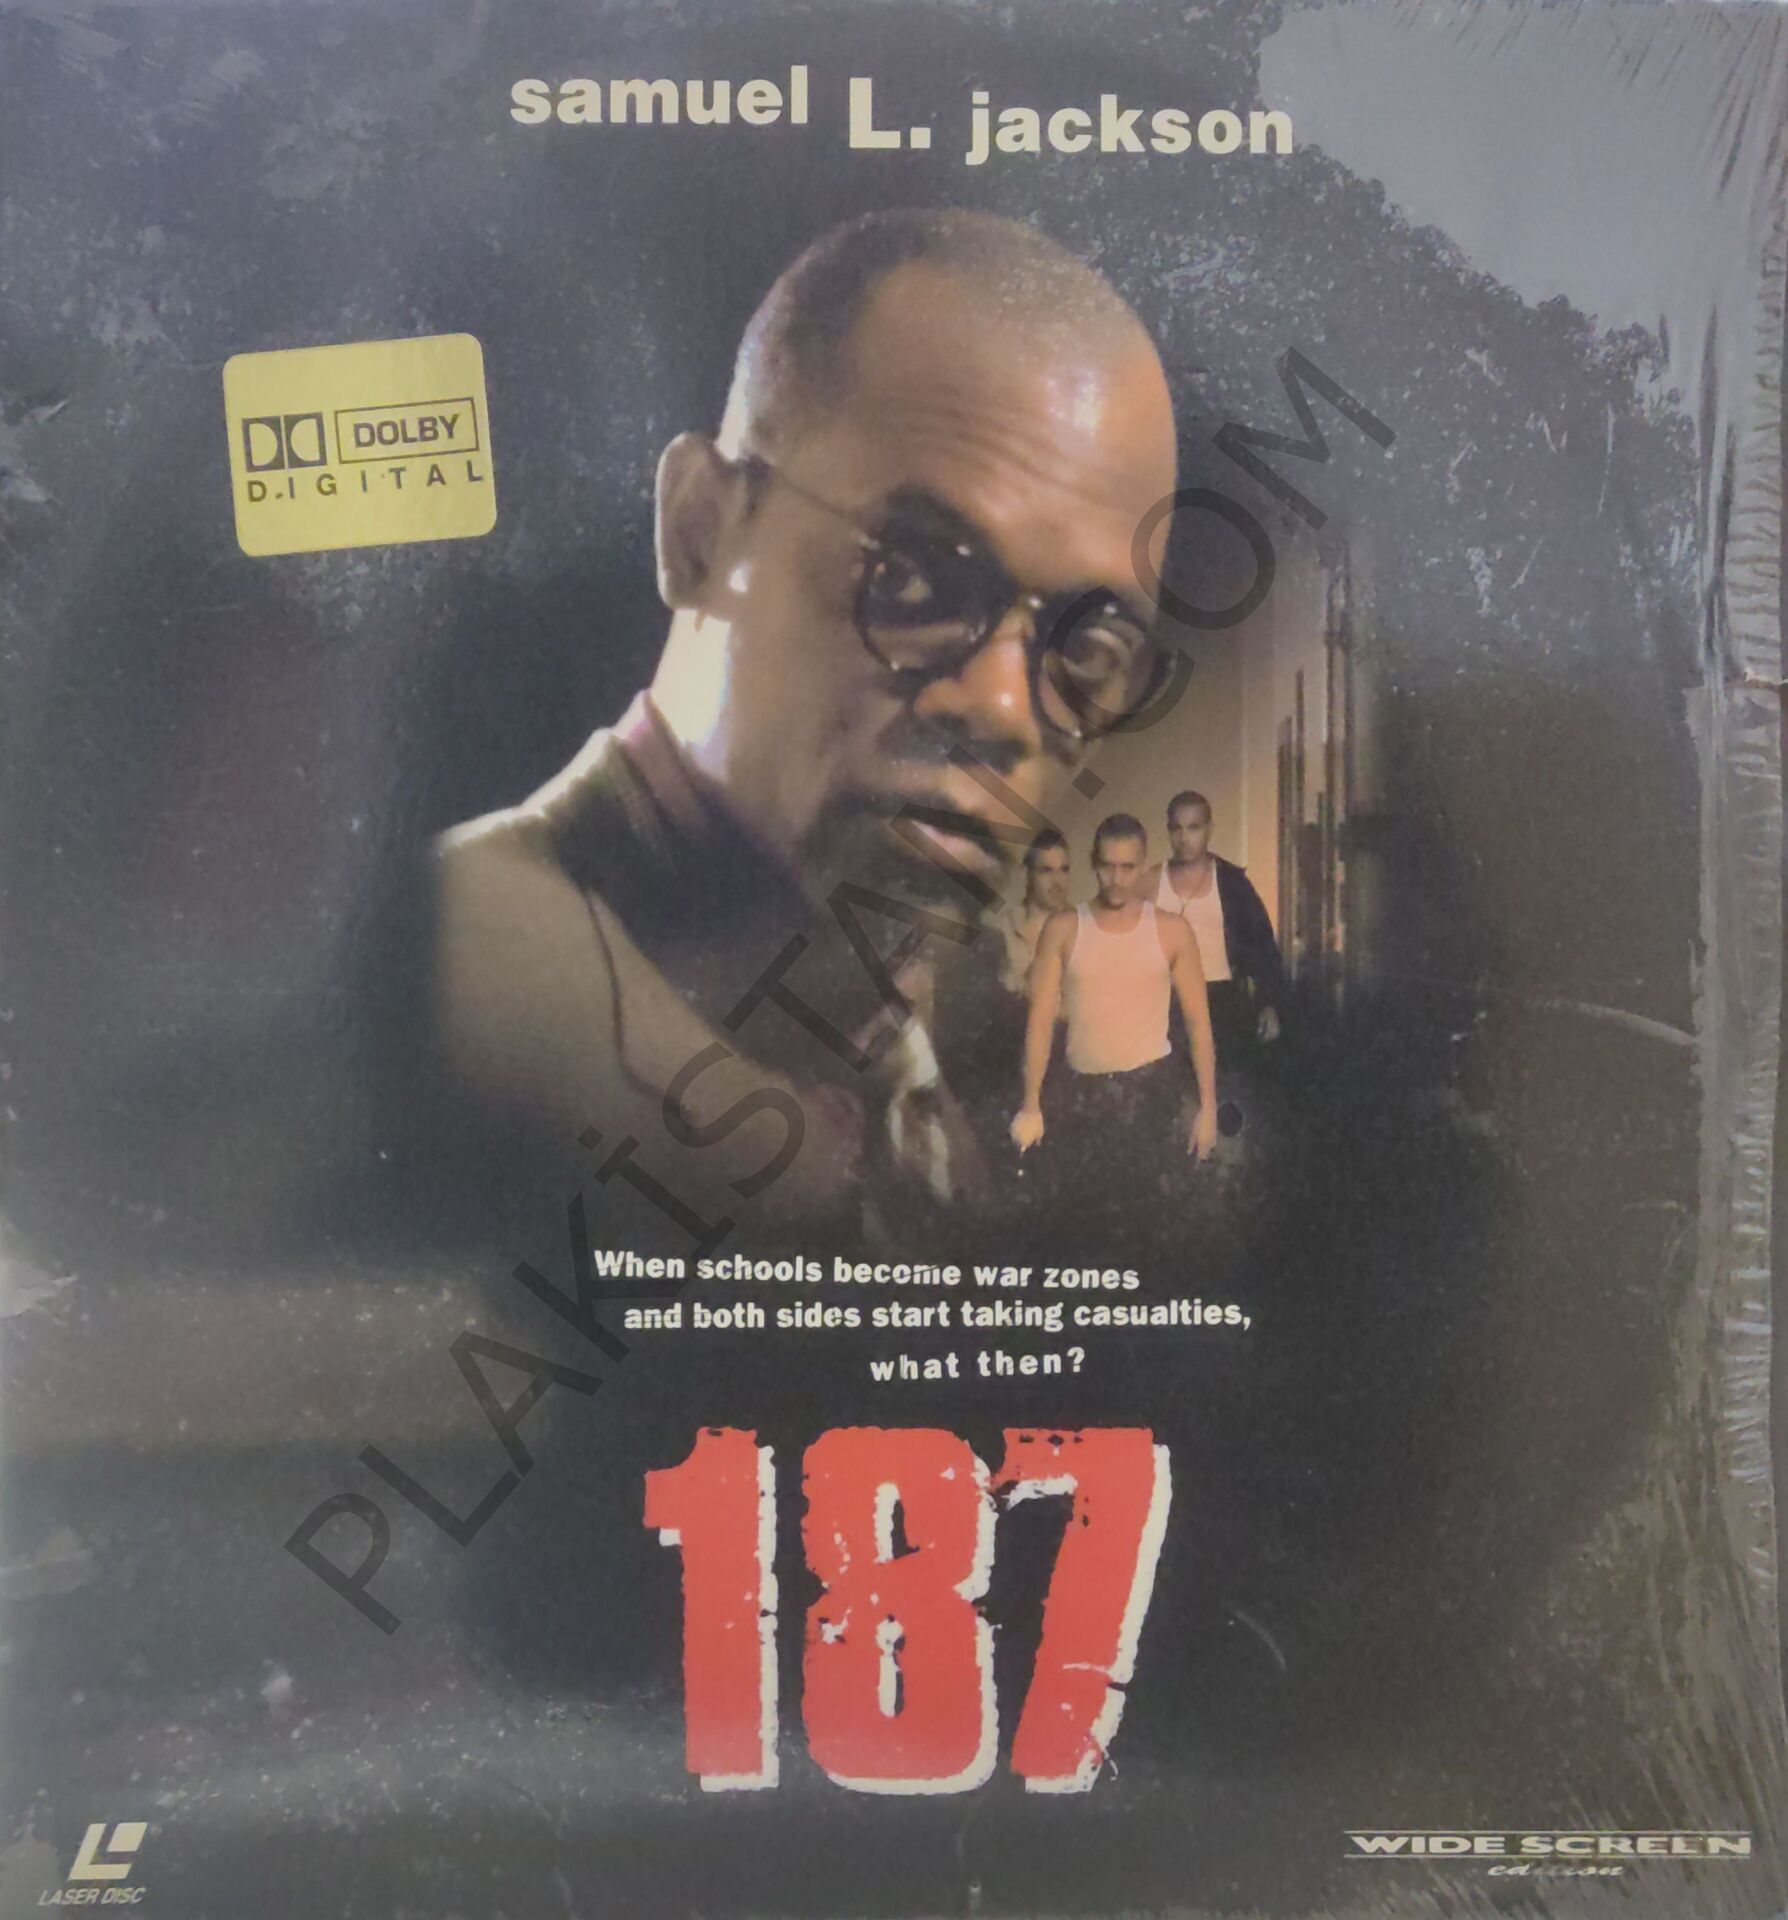 samuel L. jackson
DOLBY
DIGITAL
PLAKİSTAN.COM
When schools become war zones
and both sides start taking casualties,
what then?
187
LASER DISC
WIDE SCREEN
edition